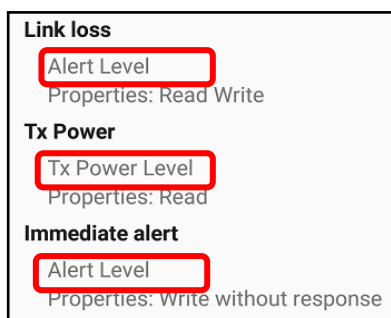 Link loss
Alert Level
Properties: Read Write
Tx Power
Tx Power Level
Properties: Read
Immediate alert
Alert Level
Properties: Write without response